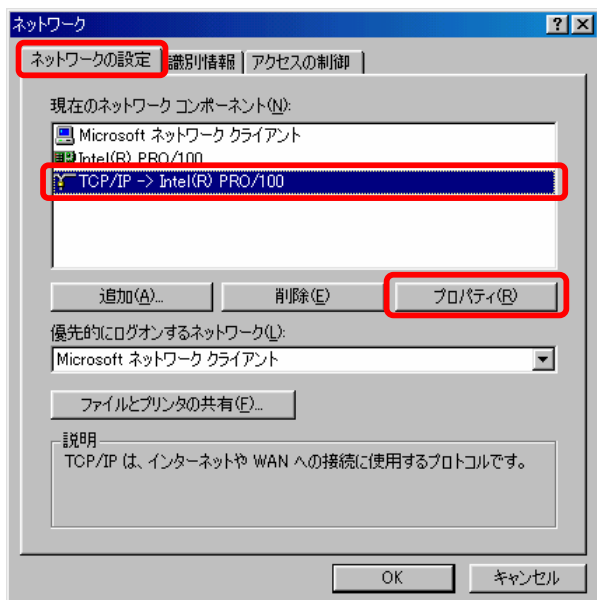 ネットワーク
ネットワークの設定 識別情報 アクセスの制御
現在のネットワーク コンポーネント(N):
Microsoft ネットワーク クライアント
Intel(R) PRO/100
TCP/IP -> Intel(R) PRO/100
追加(A)... 削除(E) プロパティ(R)
優先的にログオンするネットワーク(L):
Microsoft ネットワーク クライアント
ファイルとプリンタの共有(F)...
説明
TCP/IP は、インターネットや WAN への接続に使用するプロトコルです。
OK キャンセル